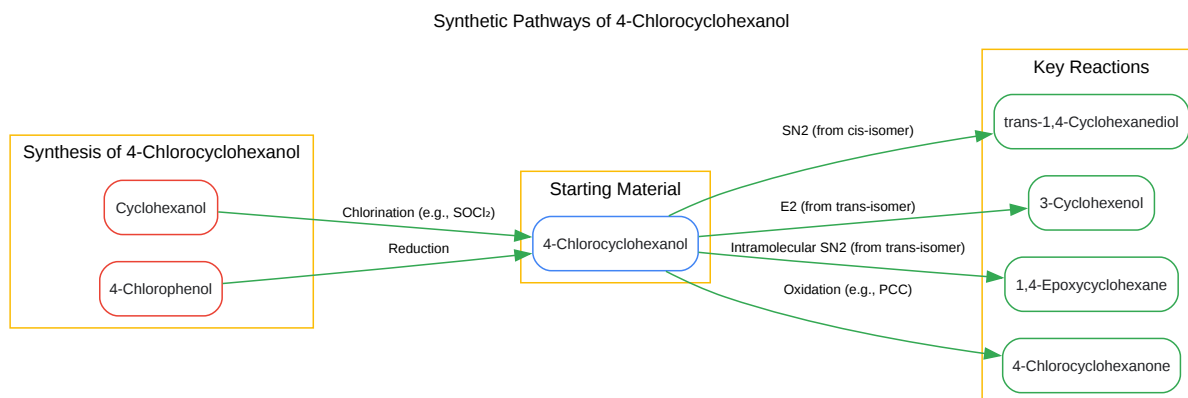 Synthetic Pathways of 4-Chlorocyclohexanol
Synthesis of 4-Chlorocyclohexanol
Cyclohexanol
4-Chlorophenol
Chlorination (e.g., SOCl₂)
Reduction
Starting Material
4-Chlorocyclohexanol
SN2 (from cis-isomer)
E2 (from trans-isomer)
Intramolecular SN2 (from trans-isomer)
Oxidation (e.g., PCC)
Key Reactions
trans-1,4-Cyclohexanediol
3-Cyclohexenol
1,4-Epoxycyclohexane
4-Chlorocyclohexanone